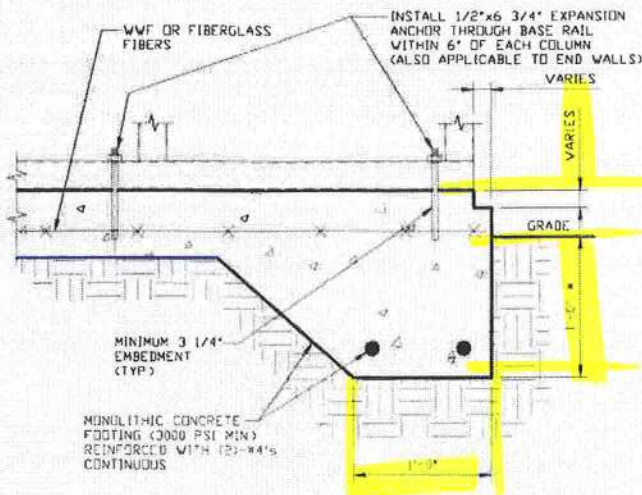 WWF OR FIBERGLASS
FIBERS
INSTALL 1/2"x6 3/4" EXPANSION
ANCHOR THROUGH BASE RAIL
WITHIN 6" OF EACH COLUMN
(ALSO APPLICABLE TO END WALLS)
VARIES
VARIES
GRADE
1'-0" *
MINIMUM 3 1/4"
EMBEDMENT
(TYP)
MONOLITHIC CONCRETE
FOOTING (3000 PSI MIN)
REINFORCED WITH (2)-#4's
CONTINUOUS
1'-0"